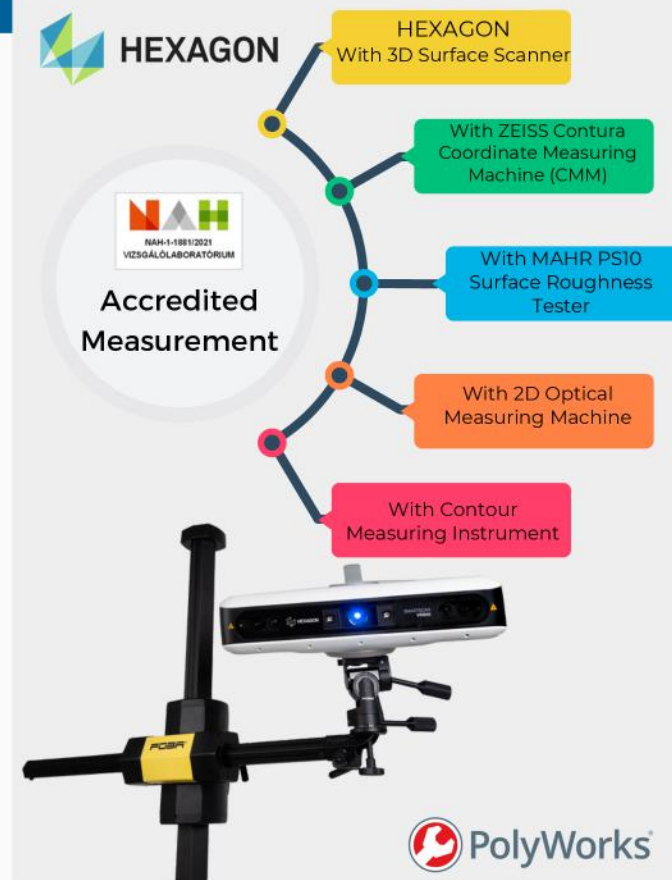 HEXAGON
HEXAGON
With 3D Surface Scanner
With ZEISS Contura
Coordinate Measuring
Machine (CMM)
NAH
NAH-1-1881/2021
VIZSGÁLÓLABORATÓRIUM
Accredited
Measurement
With MAHR PS10
Surface Roughness
Tester
With 2D Optical
Measuring Machine
With Contour
Measuring Instrument
HEXAGON
SMARTSCAN
FOBA
PolyWorks